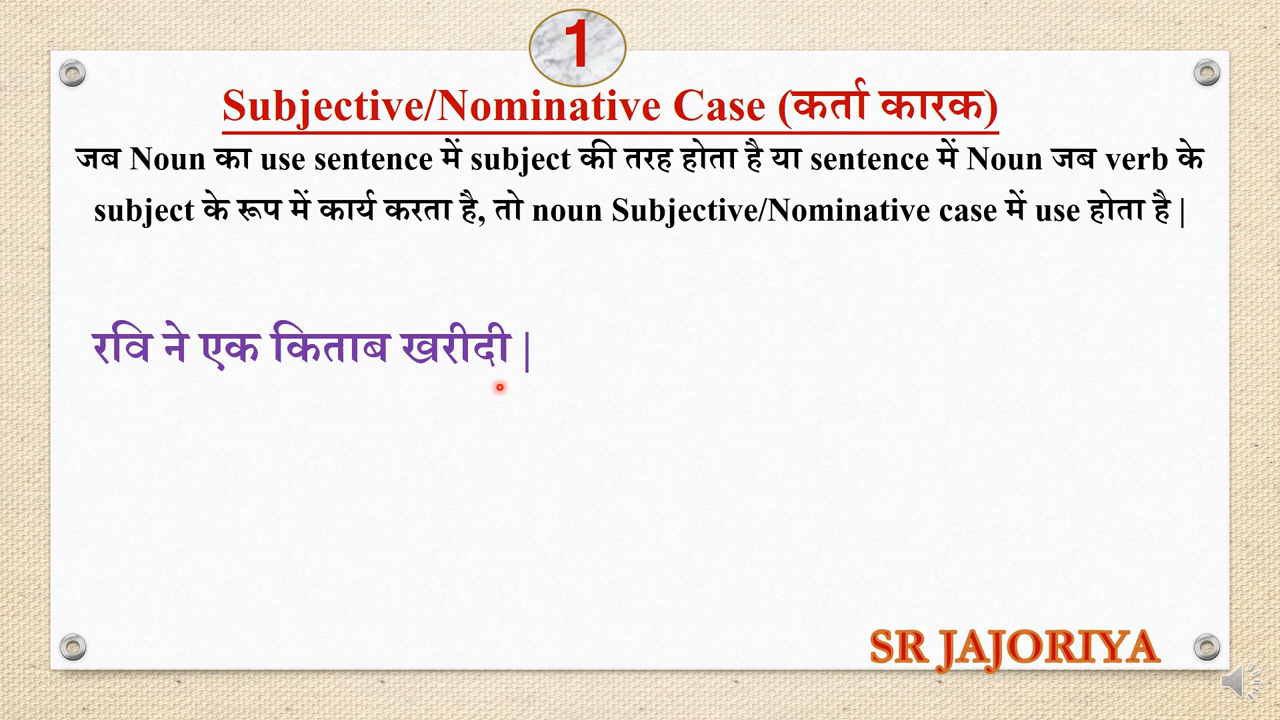 1
Subjective/Nominative Case (कर्ता कारक)
जब Noun का use sentence में subject की तरह होता है या sentence में Noun जब verb के
subject के रूप में कार्य करता है, तो noun Subjective/Nominative case में use होता है |
रवि ने एक किताब खरीदी |
SR JAJORIYA